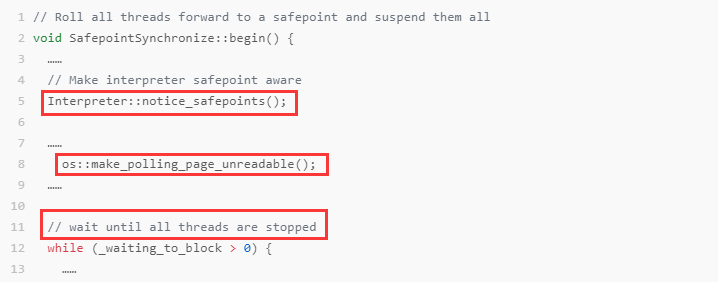 1 // Roll all threads forward to a safepoint and suspend them all
2 void SafepointSynchronize::begin() {
3 ……
4 // Make interpreter safepoint aware
5 Interpreter::notice_safepoints();
6
7 ……
8 os::make_polling_page_unreadable();
9 ……
10
11 // wait until all threads are stopped
12 while (_waiting_to_block > 0) {
13 ……